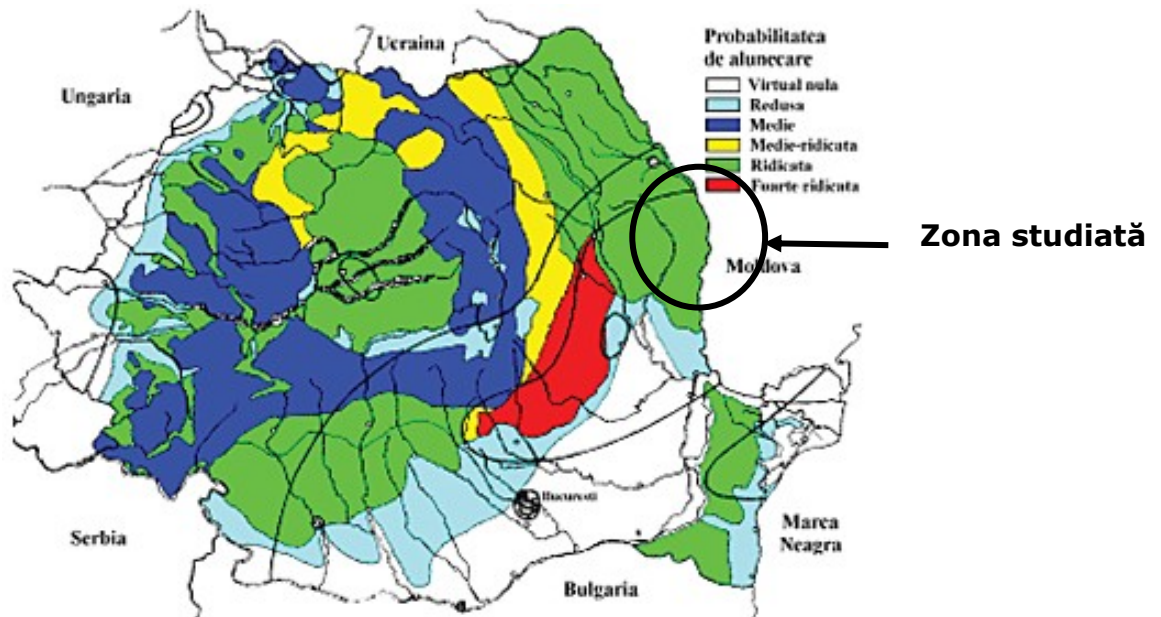 Ucraina
Ungaria
Probabilitatea
de alunecare
Virtual nula
Redusa
Medie
Medie-ridicata
Ridicata
Foarte ridicata
Zona studiată
Moldova
Bucuresti
Serbia
Marea
Neagra
Bulgaria